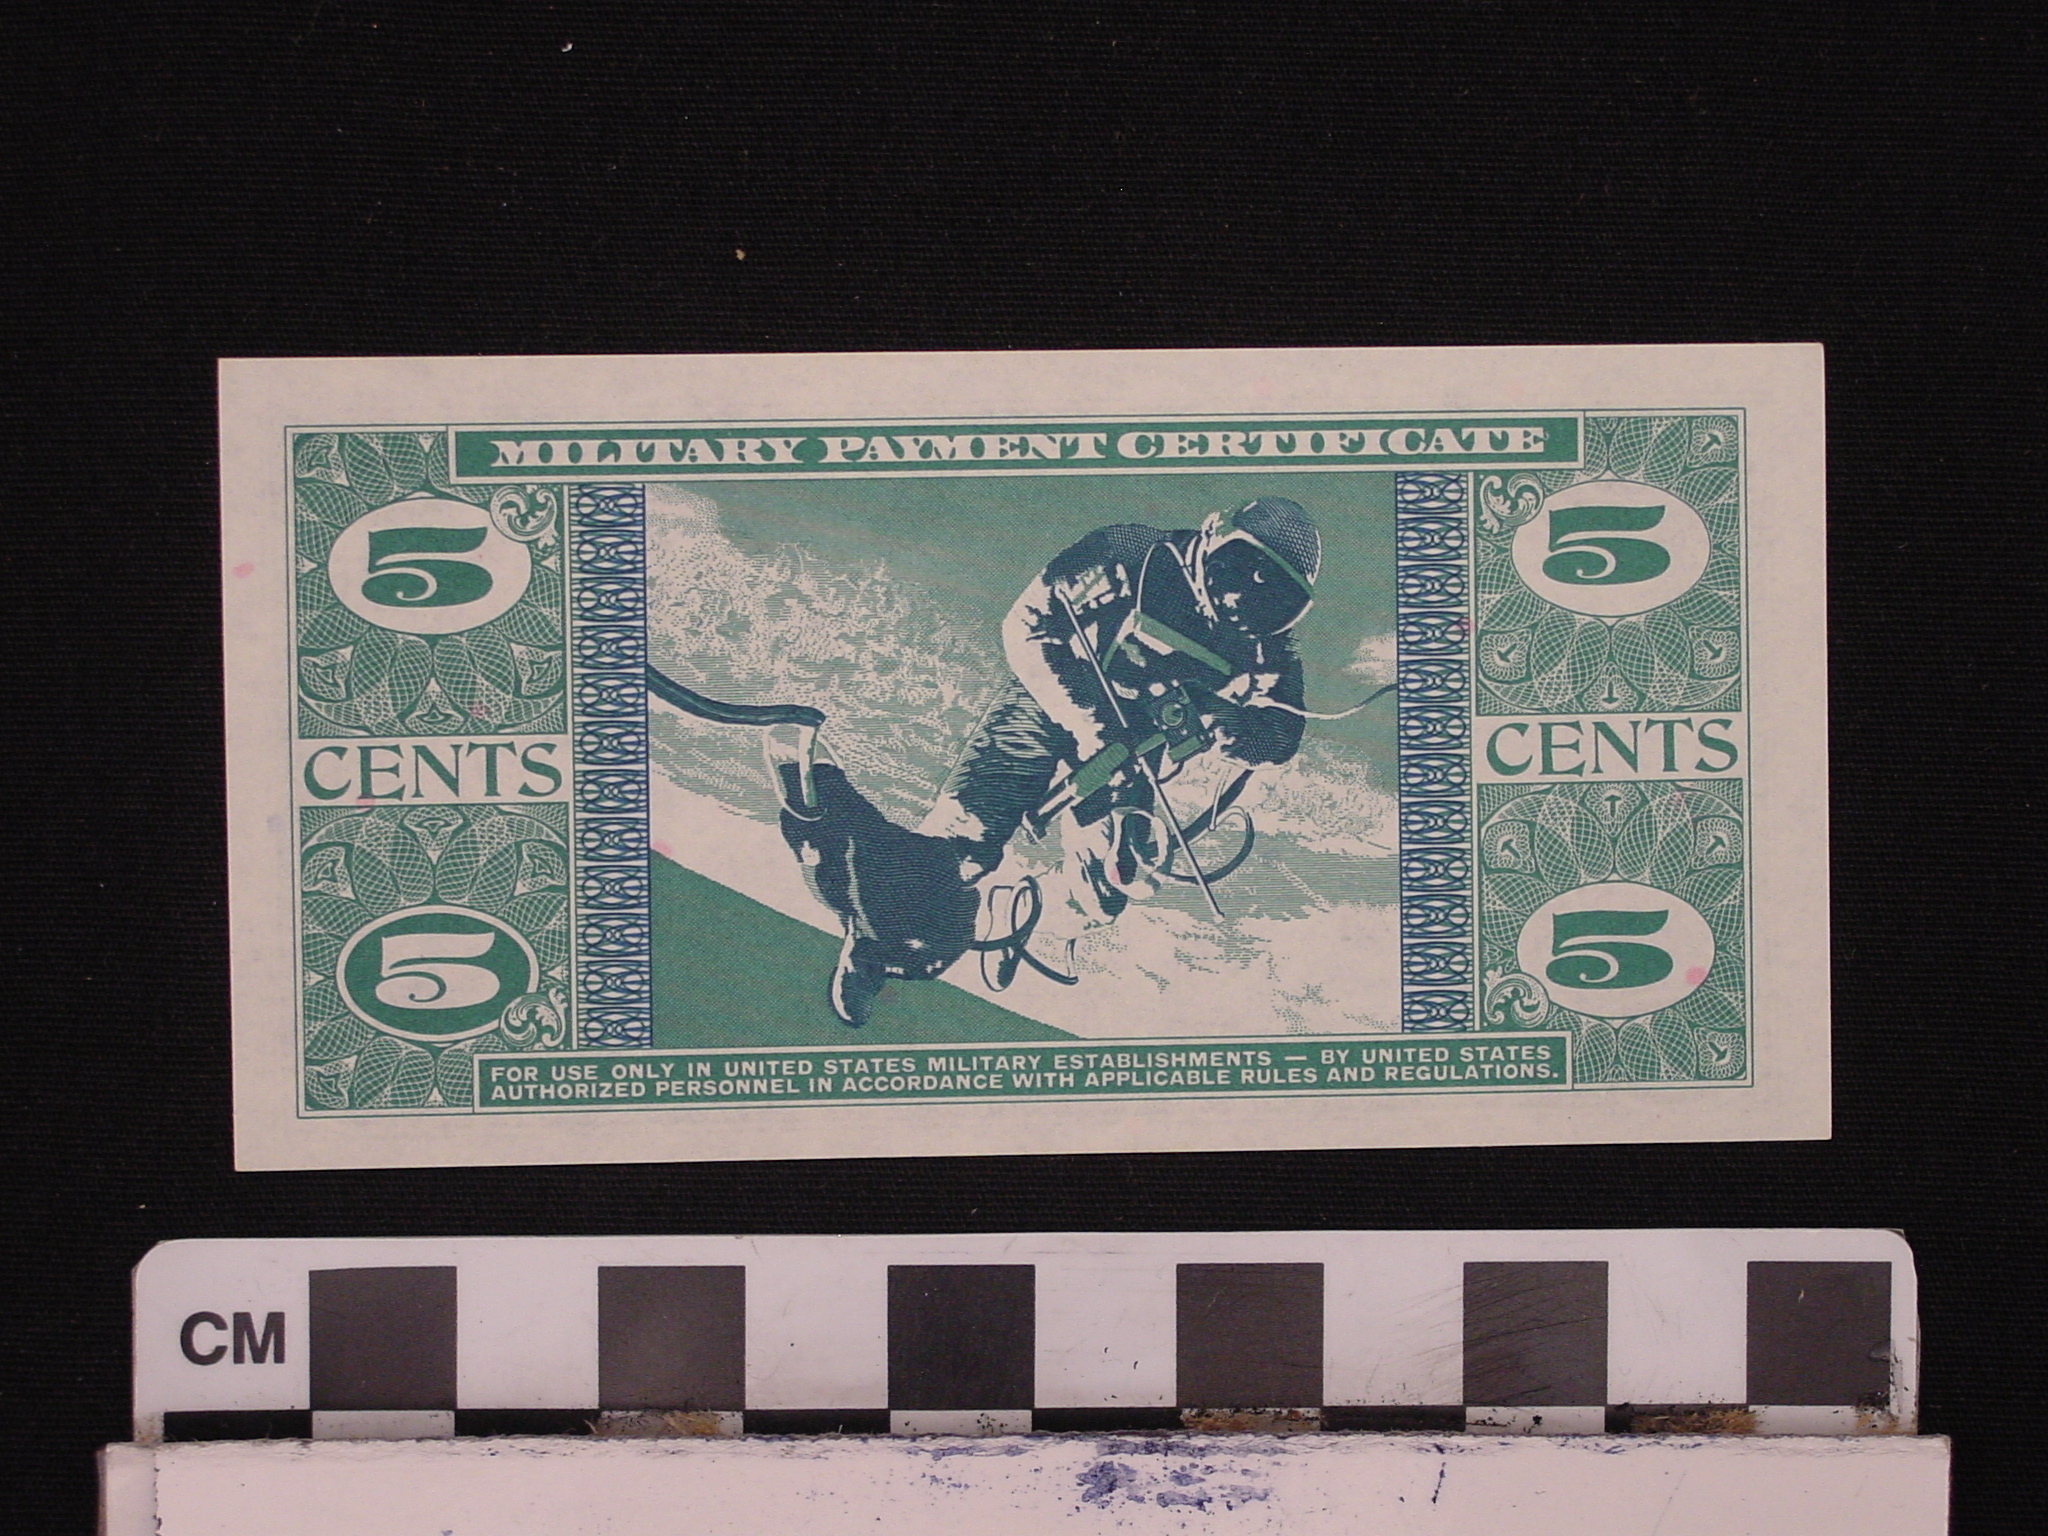 MILITARY PAYMENT CERTIFICATE
5
5
CENTS
CENTS
5
5
FOR USE ONLY IN UNITED STATES MILITARY ESTABLISHMENTS — BY UNITED STATES
AUTHORIZED PERSONNEL IN ACCORDANCE WITH APPLICABLE RULES AND REGULATIONS.
CM